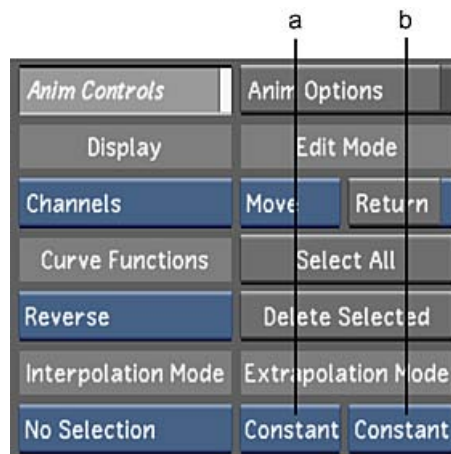 a b
Anim Controls Anim Options
Display Edit Mode
Channels Move Return
Curve Functions Select All
Reverse Delete Selected
Interpolation Mode Extrapolation Mode
No Selection Constant Constant